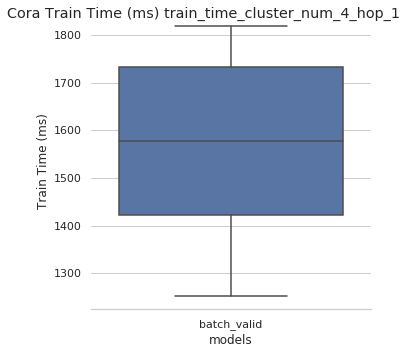 Cora Train Time (ms) train_time_cluster_num_4_hop_1
1800
1700
1600
1500
1400
1300
Train Time (ms)
batch_valid
models